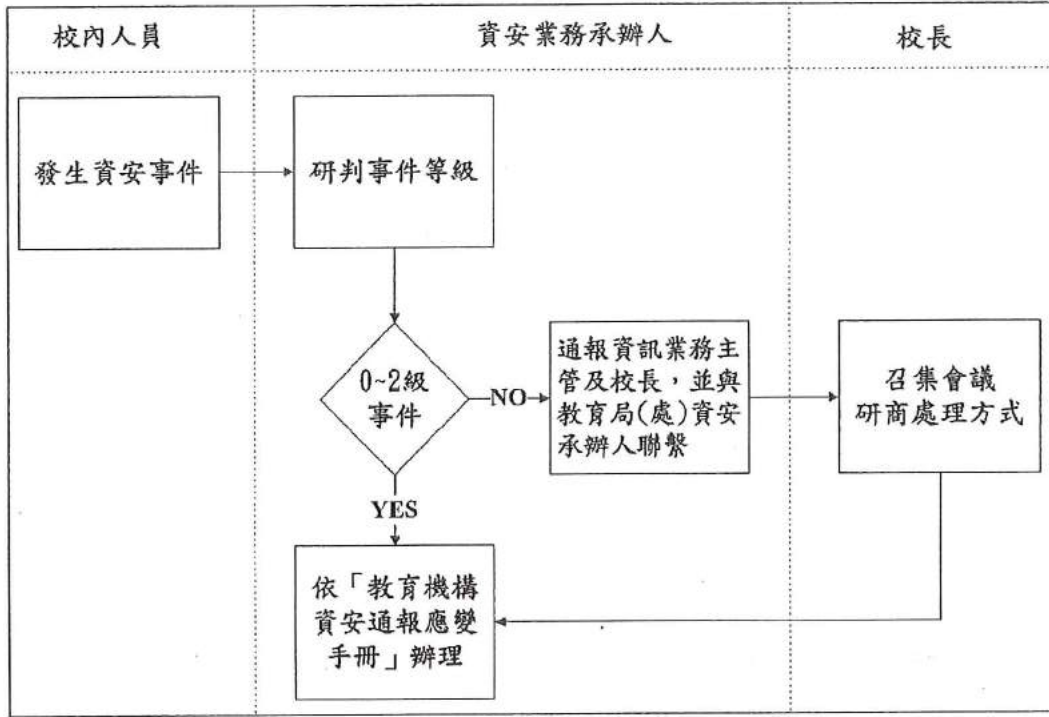 校內人員
資安業務承辦人
校長
發生資安事件
研判事件等級
0~2級
事件
NO
通報資訊業務主
管及校長，並與
教育局(處)資安
承辦人聯繫
召集會議
研商處理方式
YES
依「教育機構
資安通報應變
手冊」辦理